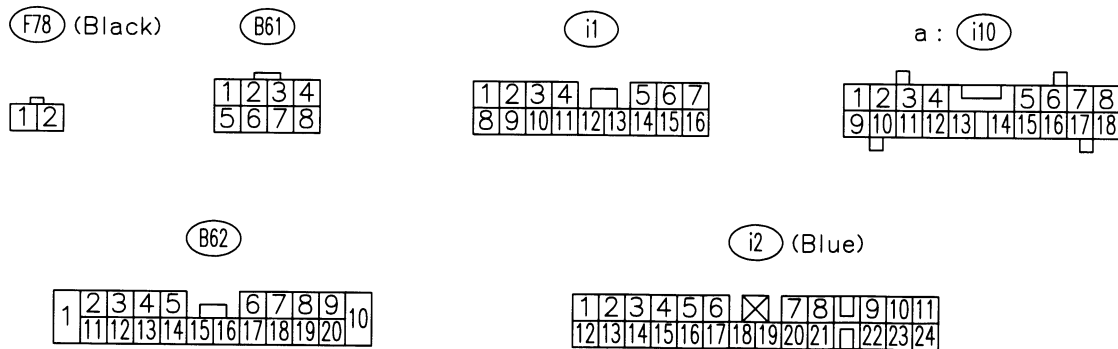 F78 (Black) B61 i1 a : i10
1 2 3 4 1 2 3 4 5 6 7 1 2 3 4 5 6 7 8
1 2 5 6 7 8 8 9 10 11 12 13 14 15 16 9 10 11 12 13 14 15 16 17 18
B62 i2 (Blue)
1 2 3 4 5 6 7 8 9 10 1 2 3 4 5 6 7 8 9 10 11
11 12 13 14 15 16 17 18 19 20 12 13 14 15 16 17 18 19 20 21 22 23 24